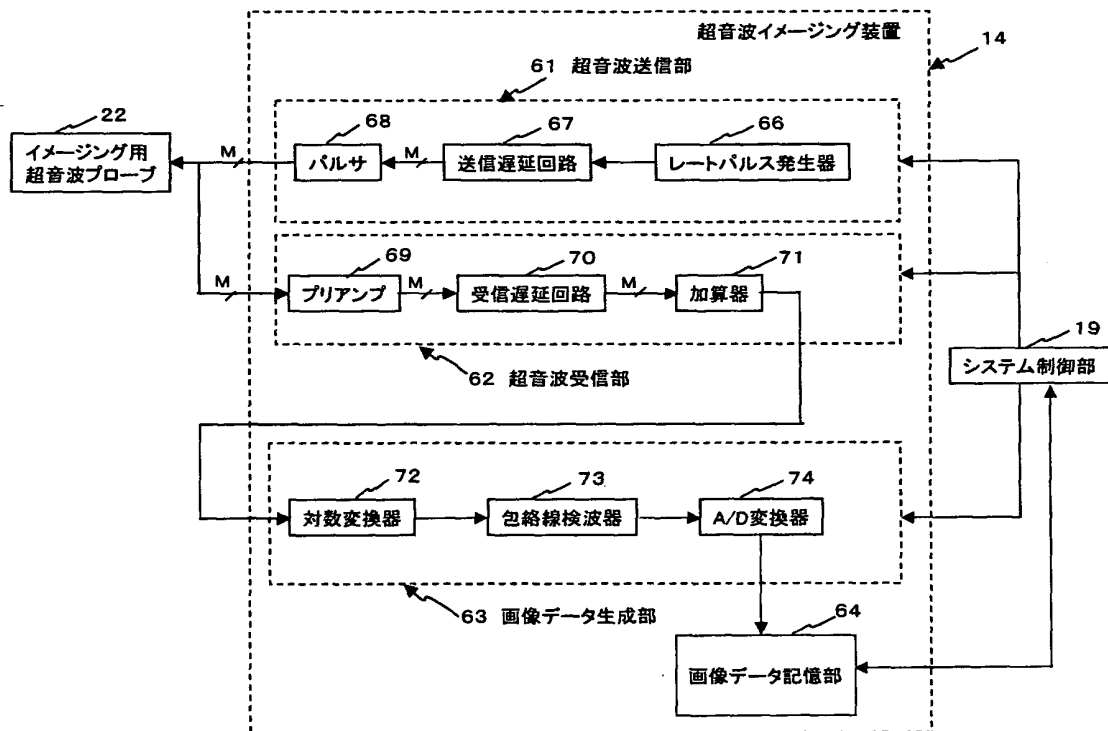 超音波イメージング装置
14
61 超音波送信部
22
イメージング用
超音波プローブ
M
68
パルサ
M
67
送信遅延回路
66
レートパルス発生器
M
69
プリアンプ
M
70
受信遅延回路
M
71
加算器
62 超音波受信部
19
システム制御部
72
対数変換器
73
包絡線検波器
74
A/D変換器
63 画像データ生成部
64
画像データ記憶部